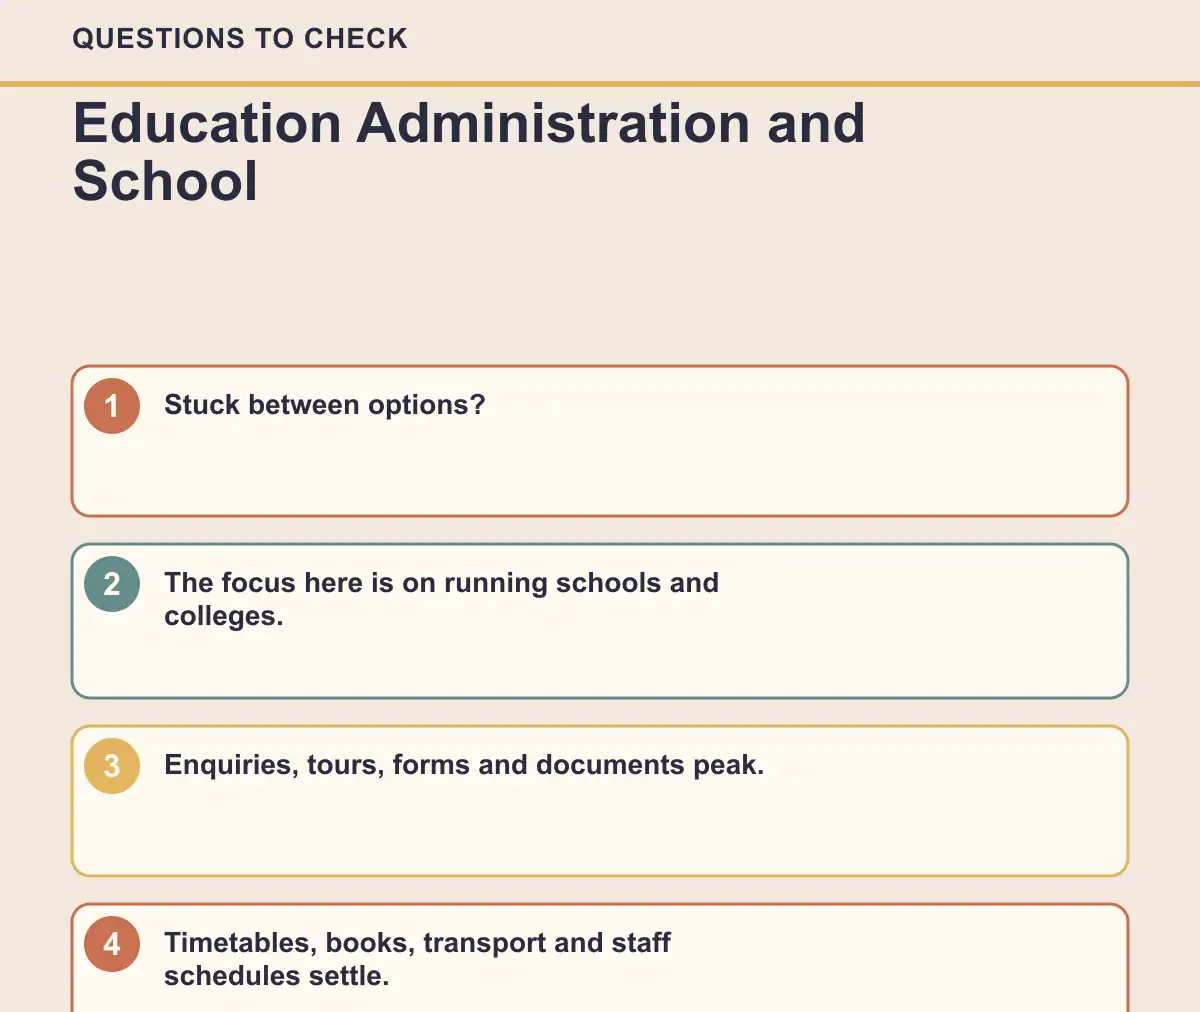 QUESTIONS TO CHECK
Education Administration and
School
1
Stuck between options?
2
The focus here is on running schools and
colleges.
3
Enquiries, tours, forms and documents peak.
4
Timetables, books, transport and staff
schedules settle.